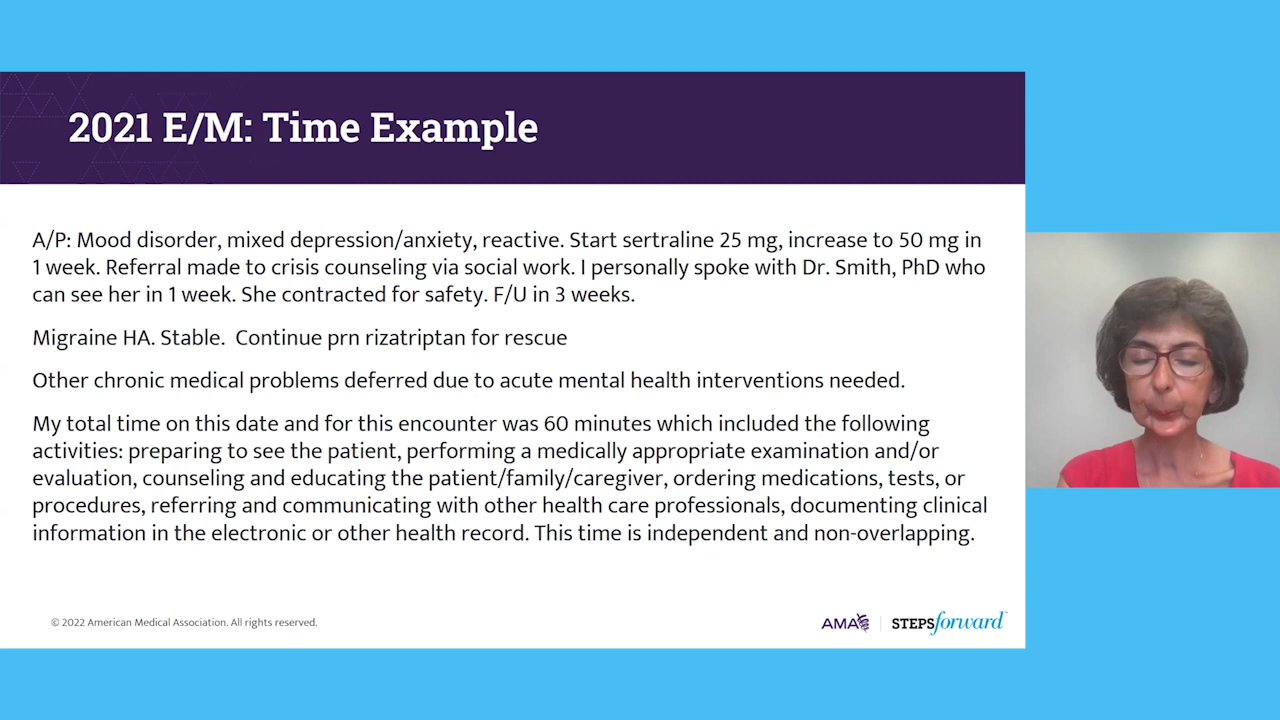 2021 E/M: Time Example
A/P: Mood disorder, mixed depression/anxiety, reactive. Start sertraline 25 mg, increase to 50 mg in
1 week. Referral made to crisis counseling via social work. I personally spoke with Dr. Smith, PhD who
can see her in 1 week. She contracted for safety. F/U in 3 weeks.
Migraine HA. Stable.  Continue prn rizatriptan for rescue
Other chronic medical problems deferred due to acute mental health interventions needed.
My total time on this date and for this encounter was 60 minutes which included the following
activities: preparing to see the patient, performing a medically appropriate examination and/or
evaluation, counseling and educating the patient/family/caregiver, ordering medications, tests, or
procedures, referring and communicating with other health care professionals, documenting clinical
information in the electronic or other health record. This time is independent and non-overlapping.
© 2022 American Medical Association. All rights reserved.
AMA | STEPSforward™